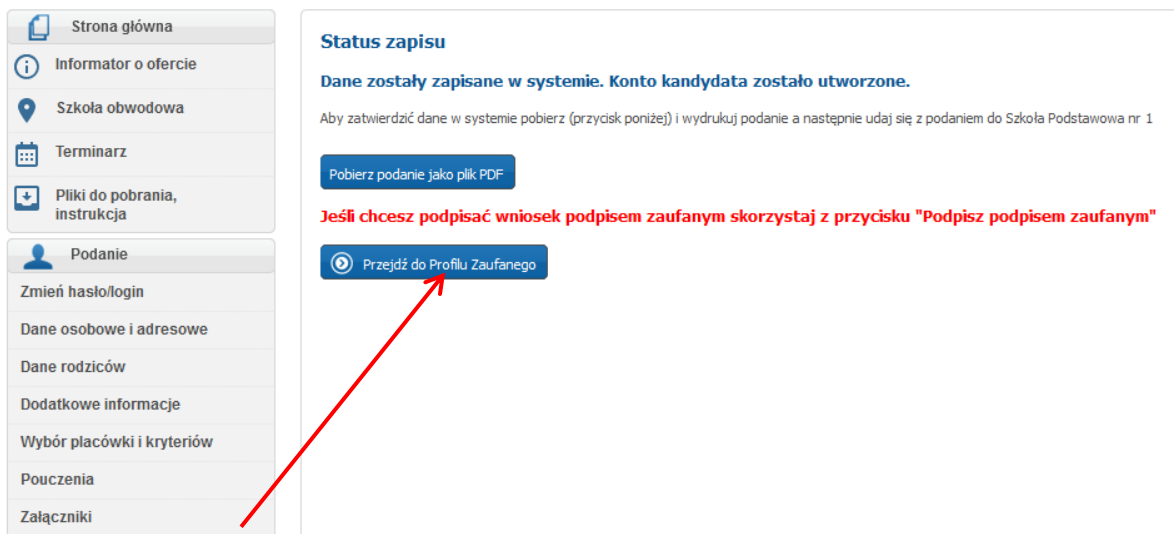 Strona główna
Informator o ofercie
Szkoła obwodowa
Terminarz
Pliki do pobrania,
instrukcja
Podanie
Zmień hasło/login
Dane osobowe i adresowe
Dane rodziców
Dodatkowe informacje
Wybór placówki i kryteriów
Pouczenia
Załączniki
Status zapisu
Dane zostały zapisane w systemie. Konto kandydata zostało utworzone.
Aby zatwierdzić dane w systemie pobierz (przycisk poniżej) i wydrukuj podanie a następnie udaj się z podaniem do Szkoła Podstawowa nr 1
Pobierz podanie jako plik PDF
Jeśli chcesz podpisać wniosek podpisem zaufanym skorzystaj z przycisku "Podpisz podpisem zaufanym"
Przejdź do Profilu Zaufanego